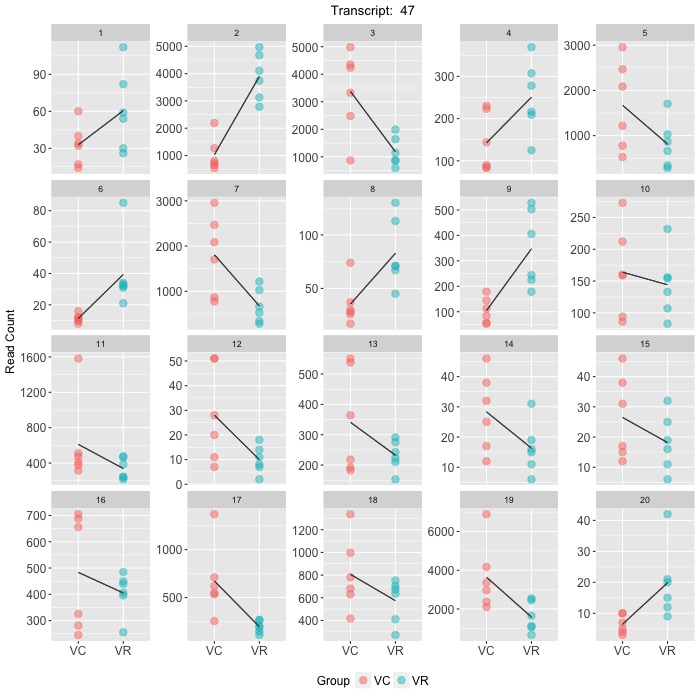 Transcript: 47
1 2 3 4 5
90 60 30
5000 4000 3000 2000 1000
5000 4000 3000 2000 1000
300 200 100
3000 2000 1000
6 7 8 9 10
80 60 40 20
3000 2000 1000
100 50
500 400 300 200 100
250 200 150 100
Read Count
11 12 13 14 15
1600 1200 800 400
50 40 30 20 10 0
500 400 300 200
40 30 20 10
40 30 20 10
16 17 18 19 20
700 600 500 400 300
1000 500
1200 1000 800 600 400
6000 4000 2000
40 30 20 10
VC VR VC VR VC VR VC VR VC VR
Group VC VR